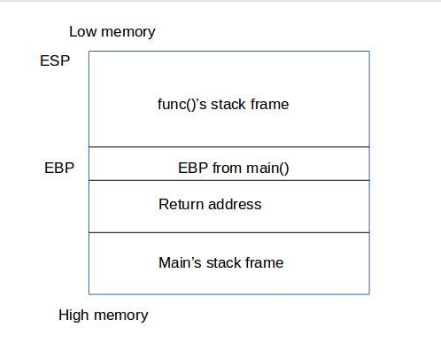 Low memory
ESP
func()'s stack frame
EBP
EBP from main()
Return address
Main's stack frame
High memory